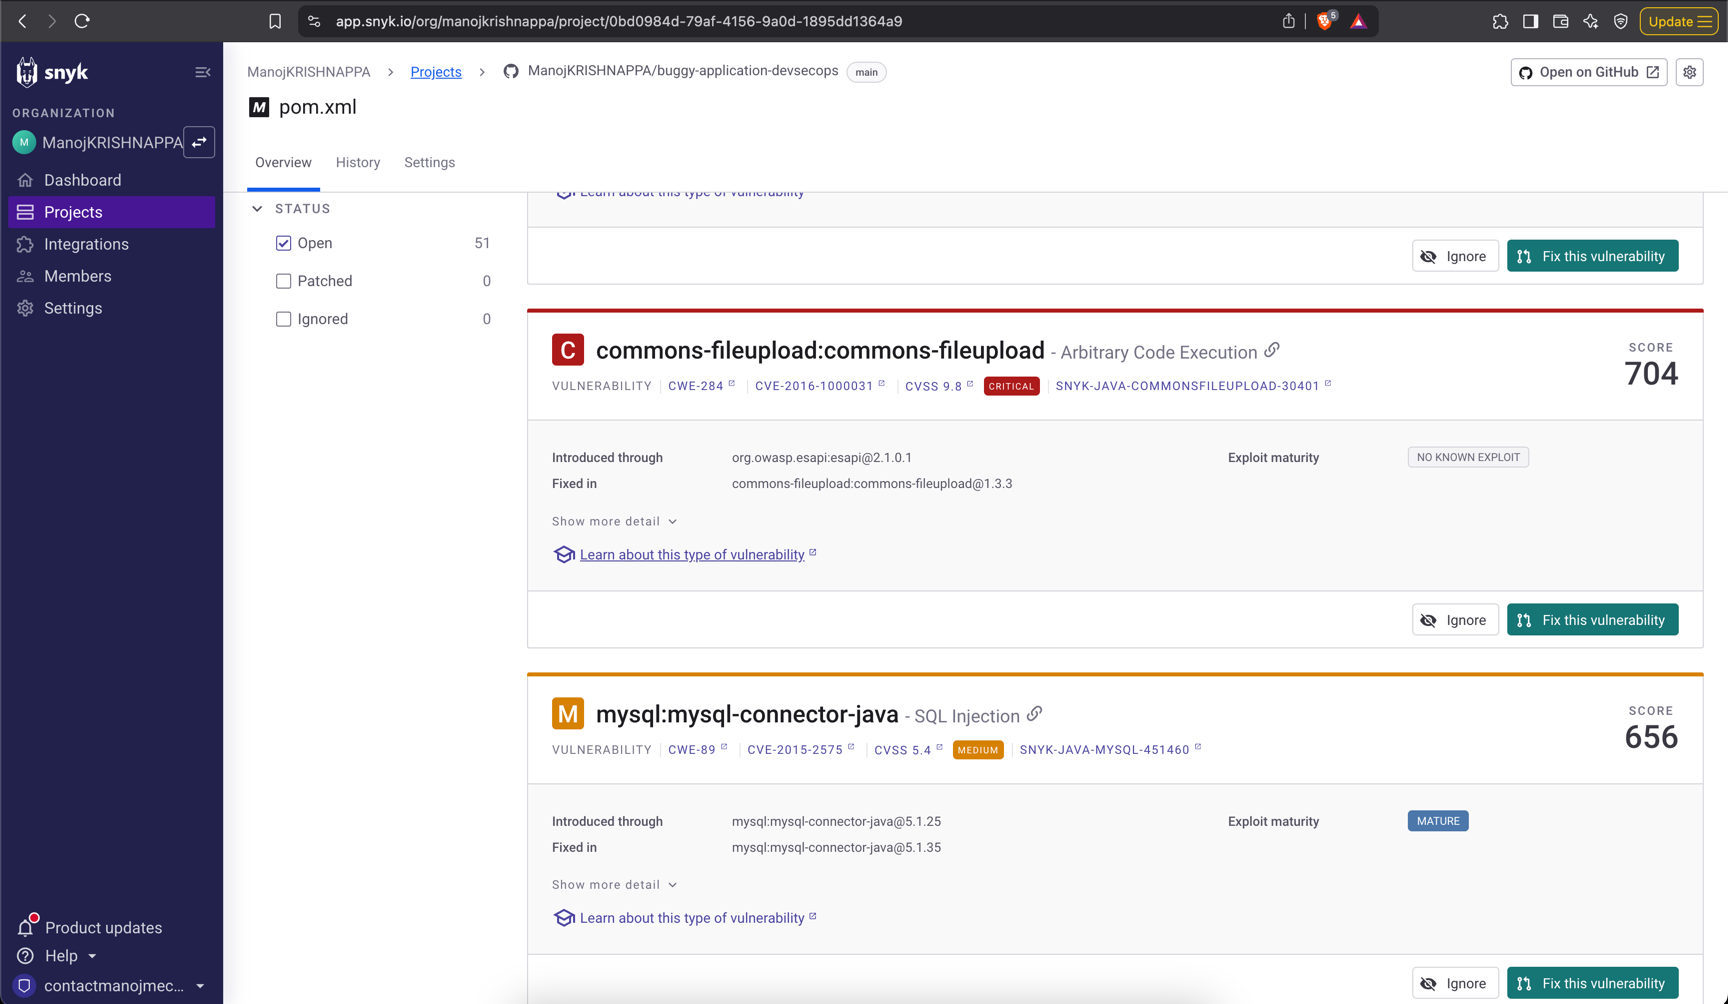 app.snyk.io/org/manojkrishnappa/project/0bd0984d-79af-4156-9a0d-1895dd1364a9
5
Update
snyk
ORGANIZATION
M
ManojKRISHNAPPA
Dashboard
Projects
Integrations
Members
Settings
Product updates
Help
contactmanojmec...
ManojKRISHNAPPA > Projects > ManojKRISHNAPPA/buggy-application-devsecops main
Open on GitHub
M pom.xml
Overview History Settings
STATUS
Open 51
Patched 0
Ignored 0
Learn about this type of vulnerability
Ignore Fix this vulnerability
C commons-fileupload:commons-fileupload - Arbitrary Code Execution
SCORE
704
VULNERABILITY CWE-284 CVE-2016-1000031 CVSS 9.8 CRITICAL SNYK-JAVA-COMMONSFILEUPLOAD-30401
Introduced through org.owasp.esapi:esapi@2.1.0.1 Exploit maturity NO KNOWN EXPLOIT
Fixed in commons-fileupload:commons-fileupload@1.3.3
Show more detail
Learn about this type of vulnerability
Ignore Fix this vulnerability
M mysql:mysql-connector-java - SQL Injection
SCORE
656
VULNERABILITY CWE-89 CVE-2015-2575 CVSS 5.4 MEDIUM SNYK-JAVA-MYSQL-451460
Introduced through mysql:mysql-connector-java@5.1.25 Exploit maturity MATURE
Fixed in mysql:mysql-connector-java@5.1.35
Show more detail
Learn about this type of vulnerability
Ignore Fix this vulnerability